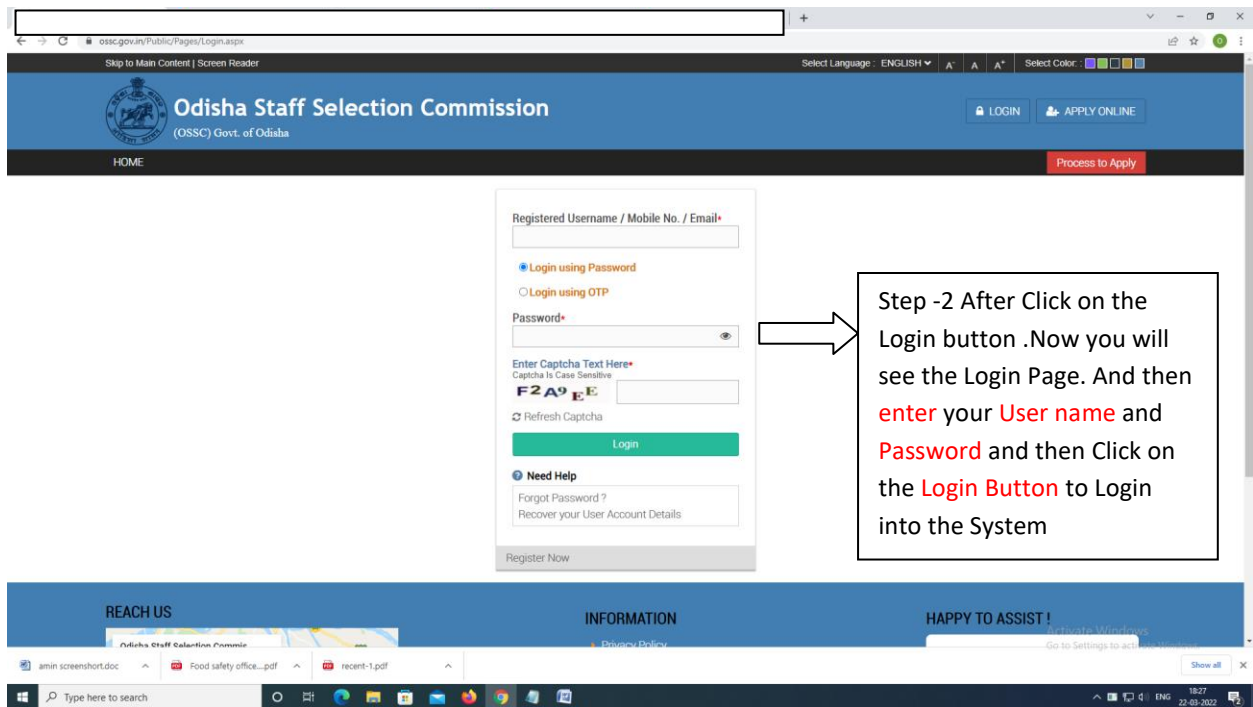 ossc.gov.in/Public/Pages/Login.aspx
Skip to Main Content | Screen Reader
Select Language : ENGLISH
A-
A
A+
Select Color :
Odisha Staff Selection Commission
(OSSC) Govt. of Odisha
LOGIN
APPLY ONLINE
HOME
Process to Apply
Registered Username / Mobile No. / Email*
Login using Password
Login using OTP
Password*
Enter Captcha Text Here*
Captcha Is Case Sensitive
F2A9EE
Refresh Captcha
Login
Need Help
Forgot Password ?
Recover your User Account Details
Register Now
Step -2 After Click on the
Login button .Now you will
see the Login Page. And then
enter your User name and
Password and then Click on
the Login Button to Login
into the System
REACH US
Odisha Staff Selection Commis
INFORMATION
Privacy Policy
HAPPY TO ASSIST !
Activate Windows
Go to Settings to activate Windows.
amin screenshort.doc
Food safety office....pdf
recent-1.pdf
Show all
Type here to search
ENG
18:27
22-03-2022